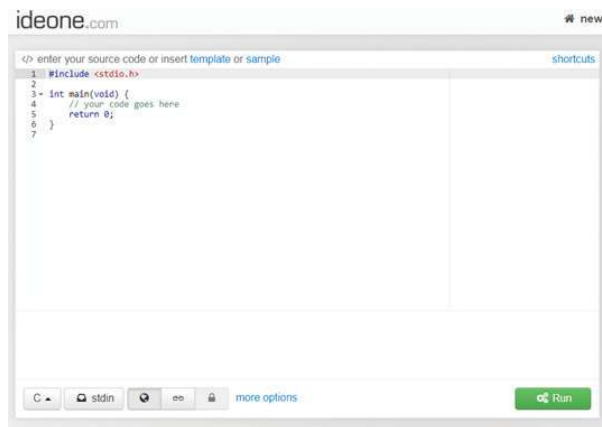 ideone.com new
</> enter your source code or insert template or sample shortcuts
1 #include <stdio.h>
2
3 int main(void) {
4 // your code goes here
5 return 0;
6 }
7
C stdin more options Run